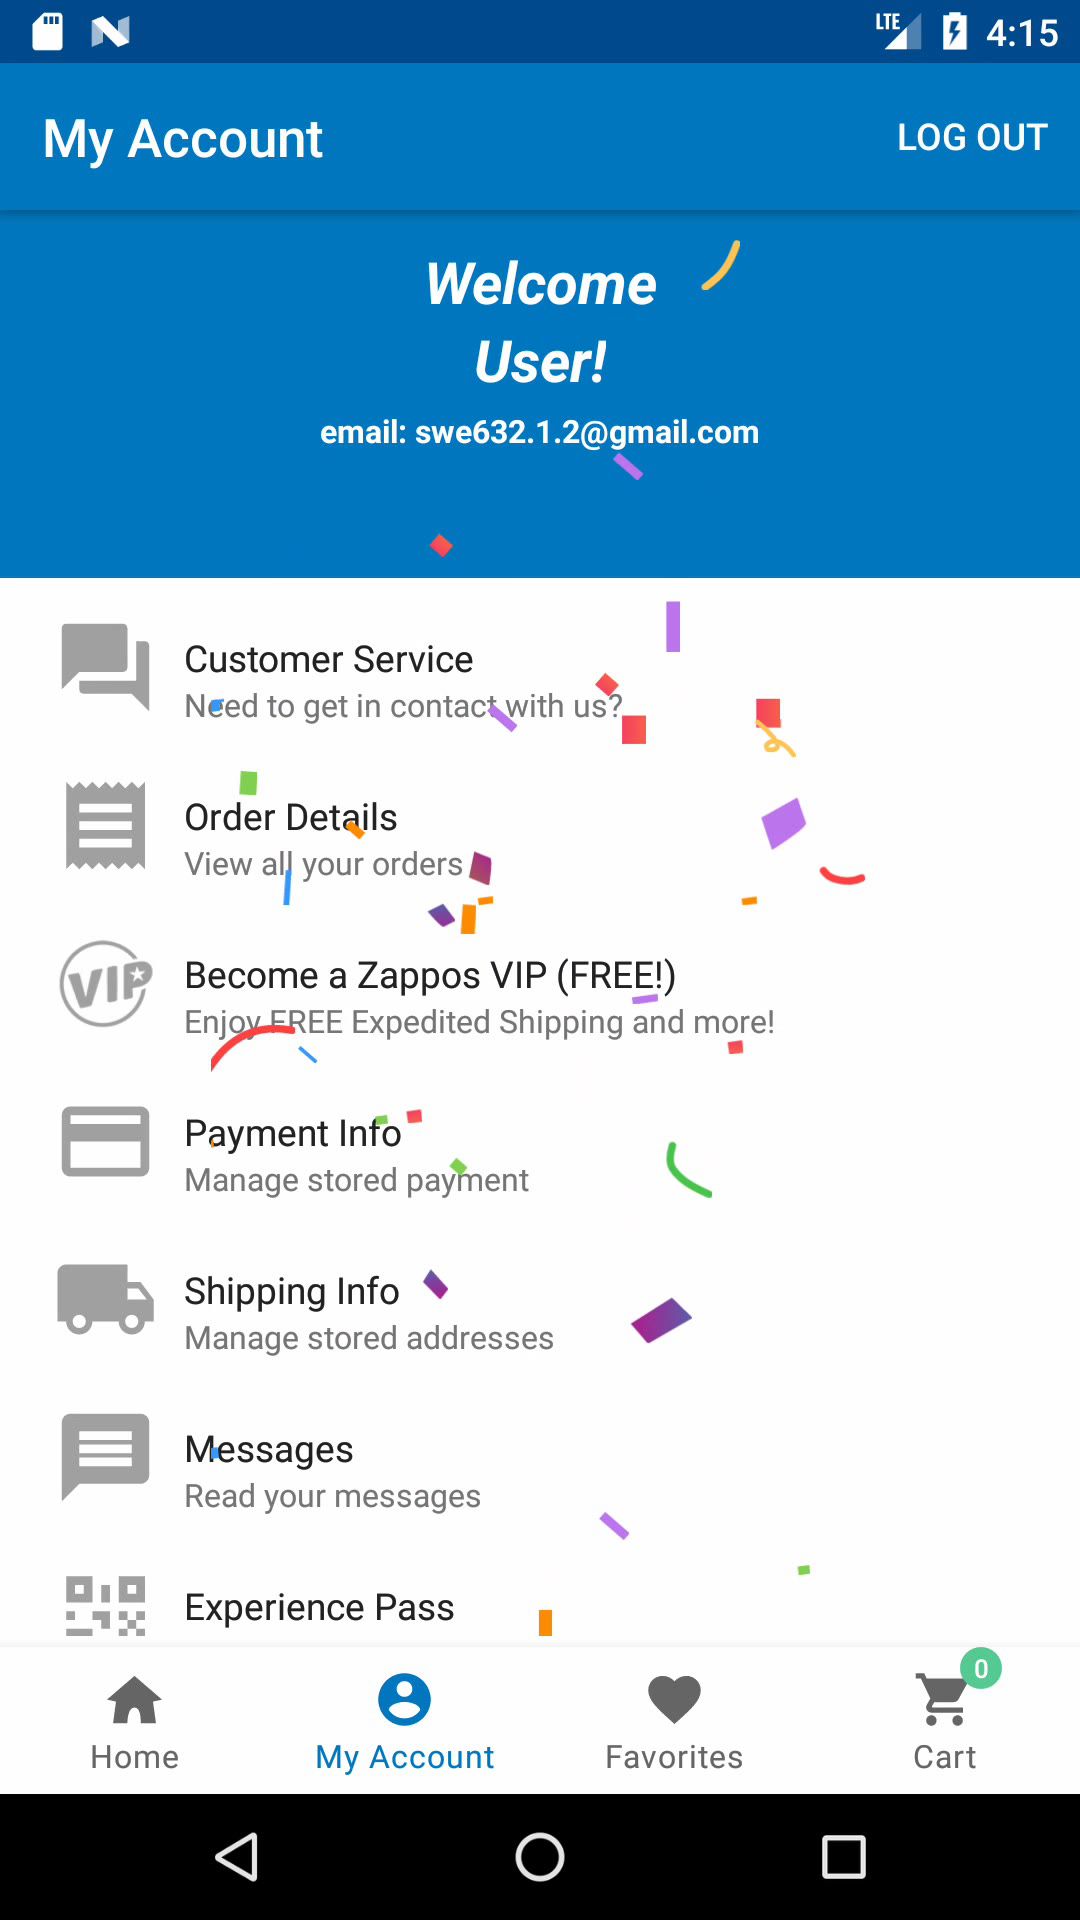 LTE 4:15
My Account LOG OUT
Welcome
User!
email: swe632.1.2@gmail.com
Customer Service
Need to get in contact with us?
Order Details
View all your orders
VIP
Become a Zappos VIP (FREE!)
Enjoy FREE Expedited Shipping and more!
Payment Info
Manage stored payment
Shipping Info
Manage stored addresses
Messages
Read your messages
Experience Pass
0
Home My Account Favorites Cart